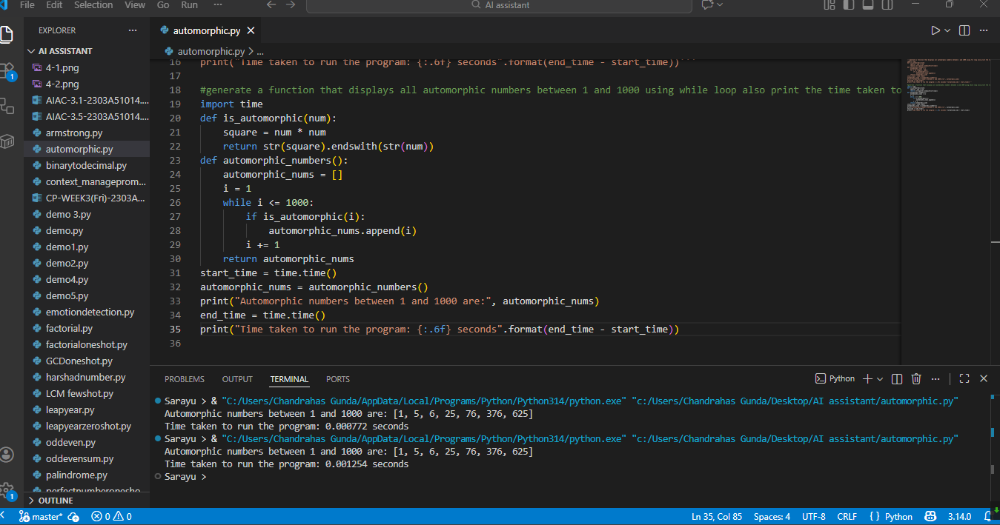 File Edit Selection View Go Run ··· AI assistant
EXPLORER ···
AI ASSISTANT
4-1.png
4-2.png
AIAC-3.1-2303A51014....
AIAC-3.5-2303A51014....
armstrong.py
automorphic.py
binarytodecimal.py
context_manageprom...
CP-WEEK3(Fri)-2303A...
demo 3.py
demo.py
demo1.py
demo2.py
demo4.py
demo5.py
emotiondetection.py
factorial.py
factorialoneshot.py
GCDoneshot.py
harshadnumber.py
LCM fewshot.py
leapyear.py
leapyearzeroshot.py
oddeven.py
oddevensum.py
palindrome.py
perfectnumberonesho
OUTLINE
1
1
automorphic.py
automorphic.py > ...
16 print("Time taken to run the program: {:.6f} seconds".format(end_time - start_time))'''
17
18 #generate a function that displays all automorphic numbers between 1 and 1000 using while loop also print the time taken to
19 import time
20 def is_automorphic(num):
21 square = num * num
22 return str(square).endswith(str(num))
23 def automorphic_numbers():
24 automorphic_nums = []
25 i = 1
26 while i <= 1000:
27 if is_automorphic(i):
28 automorphic_nums.append(i)
29 i += 1
30 return automorphic_nums
31 start_time = time.time()
32 automorphic_nums = automorphic_numbers()
33 print("Automorphic numbers between 1 and 1000 are:", automorphic_nums)
34 end_time = time.time()
35 print("Time taken to run the program: {:.6f} seconds".format(end_time - start_time))
36
PROBLEMS OUTPUT TERMINAL PORTS Python
Sarayu > & "C:/Users/Chandrahas Gunda/AppData/Local/Programs/Python/Python314/python.exe" "c:/Users/Chandrahas Gunda/Desktop/AI assistant/automorphic.py"
Automorphic numbers between 1 and 1000 are: [1, 5, 6, 25, 76, 376, 625]
Time taken to run the program: 0.000772 seconds
Sarayu > & "C:/Users/Chandrahas Gunda/AppData/Local/Programs/Python/Python314/python.exe" "c:/Users/Chandrahas Gunda/Desktop/AI assistant/automorphic.py"
Automorphic numbers between 1 and 1000 are: [1, 5, 6, 25, 76, 376, 625]
Time taken to run the program: 0.001254 seconds
Sarayu >
master* 0 0 Ln 35, Col 85 Spaces: 4 UTF-8 CRLF { } Python 3.14.0